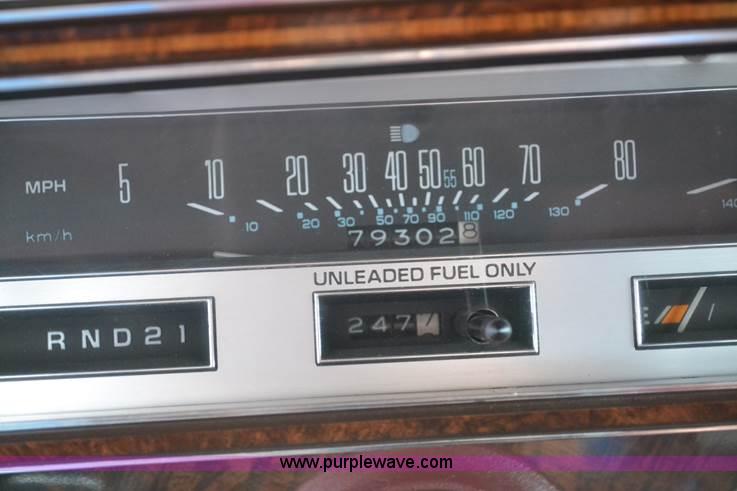 MPH 5 10 20 30 40 50 55 60 70 80
km/h 10 20 30 50 70 90 110 120 130 140
793028
UNLEADED FUEL ONLY
RND21
247
E
www.purplewave.com